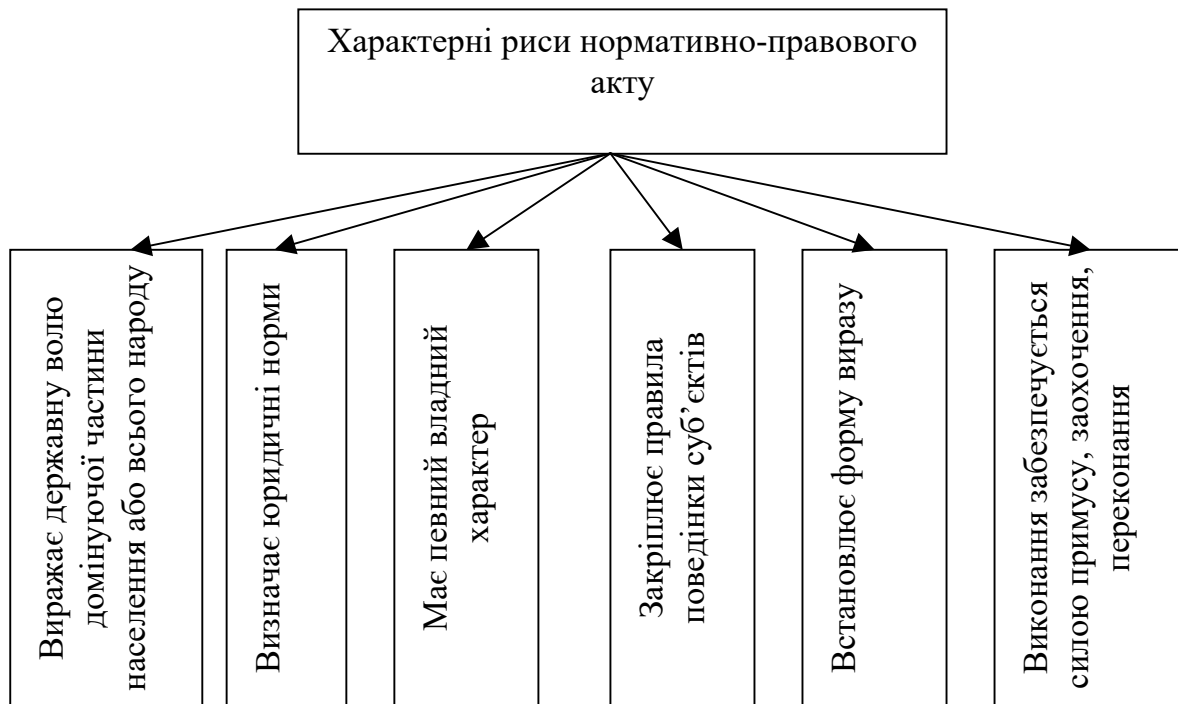 Характерні риси нормативно-правового
акту
Виражає державну волю
домінуючої частини
населення або всього народу
Визначає юридичні норми
Має певний владний
характер
Закріплює правила
поведінки суб’єктів
Встановлює форму виразу
Виконання забезпечується
силою примусу, заохочення,
переконання